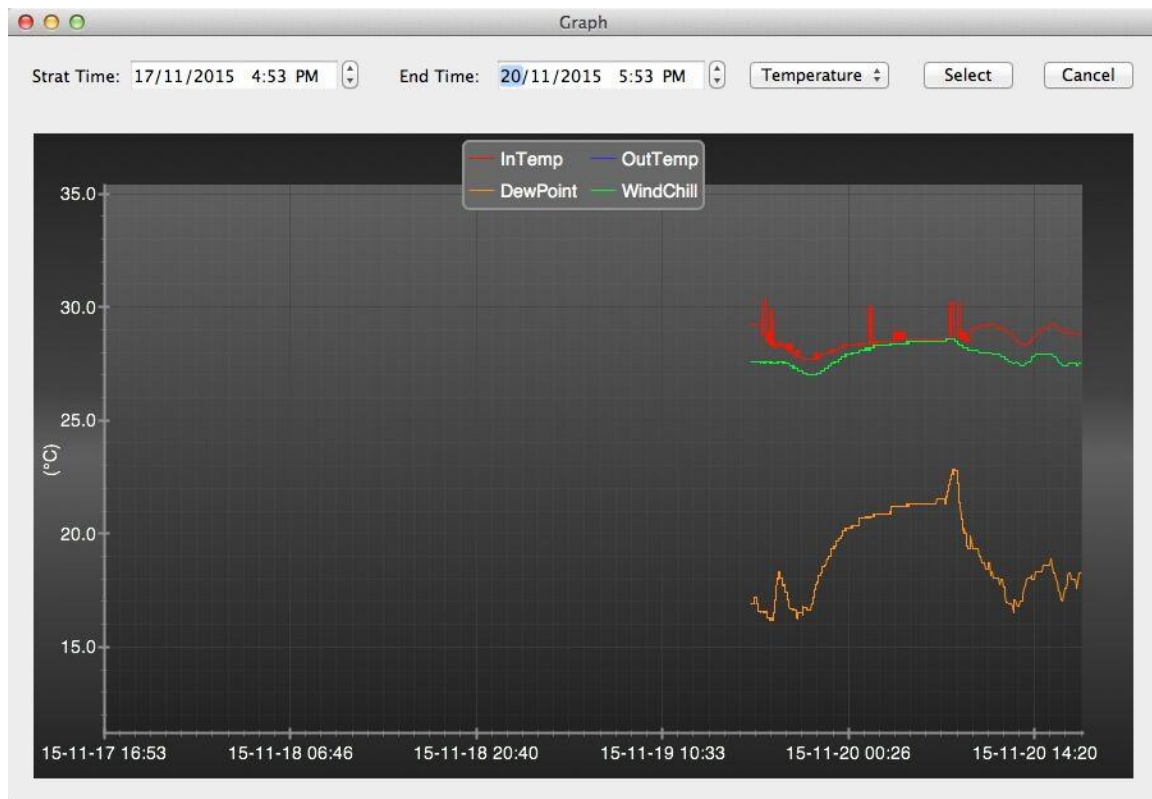 Graph
Strat Time: 17/11/2015 4:53 PM End Time: 20/11/2015 5:53 PM Temperature Select Cancel
InTemp OutTemp
DewPoint WindChill
35.0
30.0
25.0
(°C)
20.0
15.0
15-11-17 16:53 15-11-18 06:46 15-11-18 20:40 15-11-19 10:33 15-11-20 00:26 15-11-20 14:20